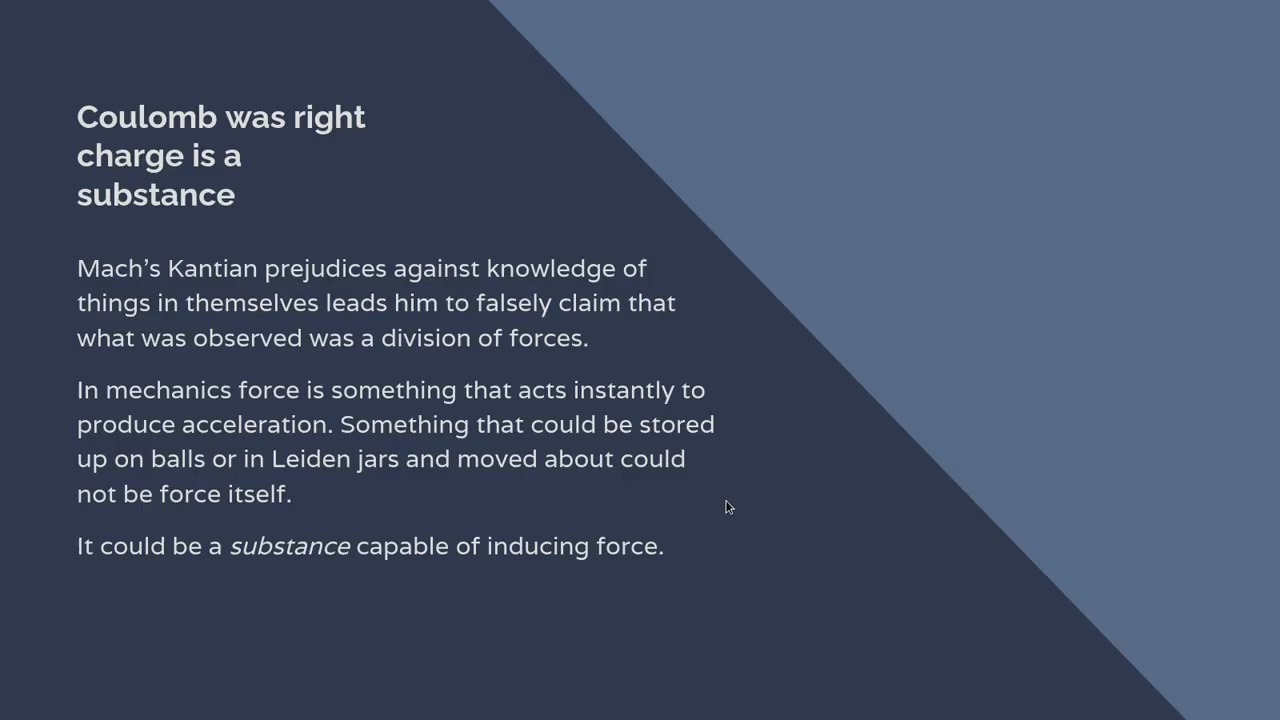 Coulomb was right
charge is a
substance
Mach's Kantian prejudices against knowledge of
things in themselves leads him to falsely claim that
what was observed was a division of forces.
In mechanics force is something that acts instantly to
produce acceleration. Something that could be stored
up on balls or in Leiden jars and moved about could
not be force itself.
It could be a substance capable of inducing force.